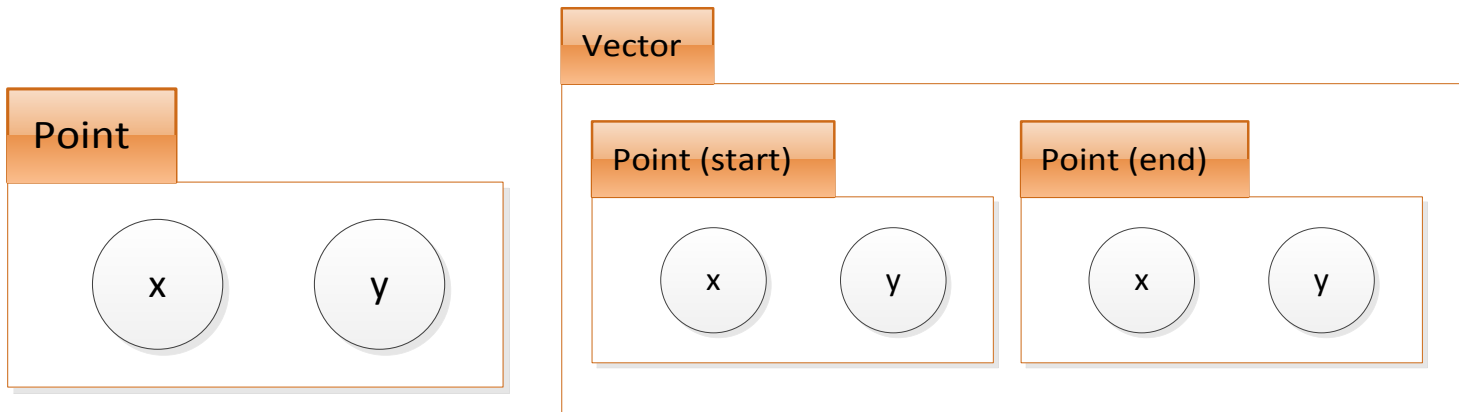 Point
x y
Vector
Point (start)
x y
Point (end)
x y